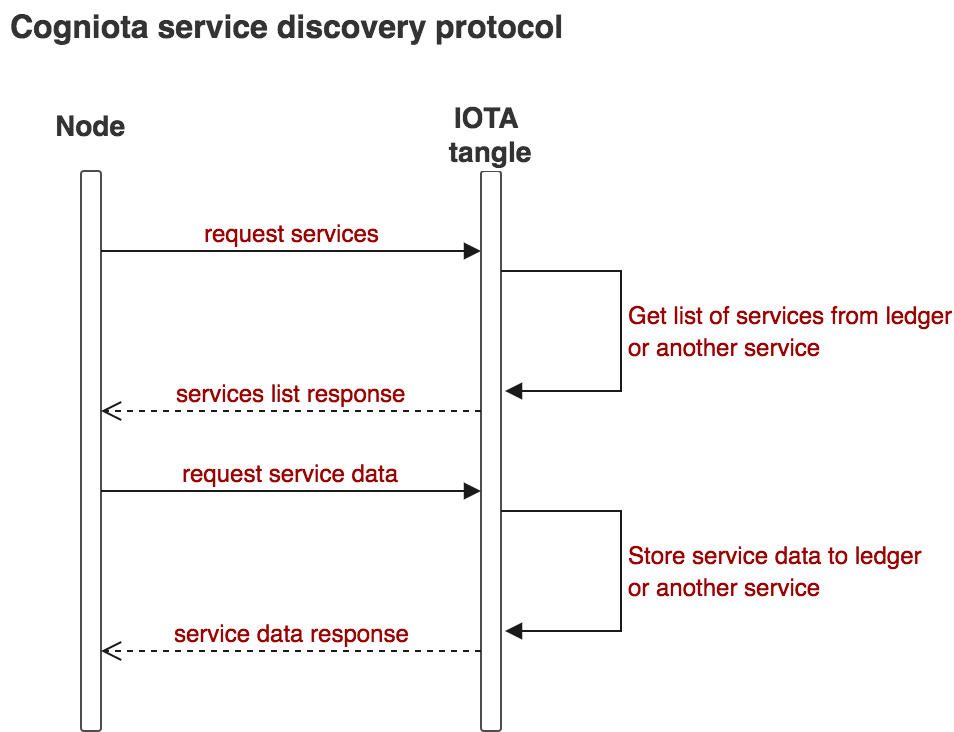 Cogniota service discovery protocol
Node
IOTA
tangle
request services
Get list of services from ledger
or another service
services list response
request service data
Store service data to ledger
or another service
service data response